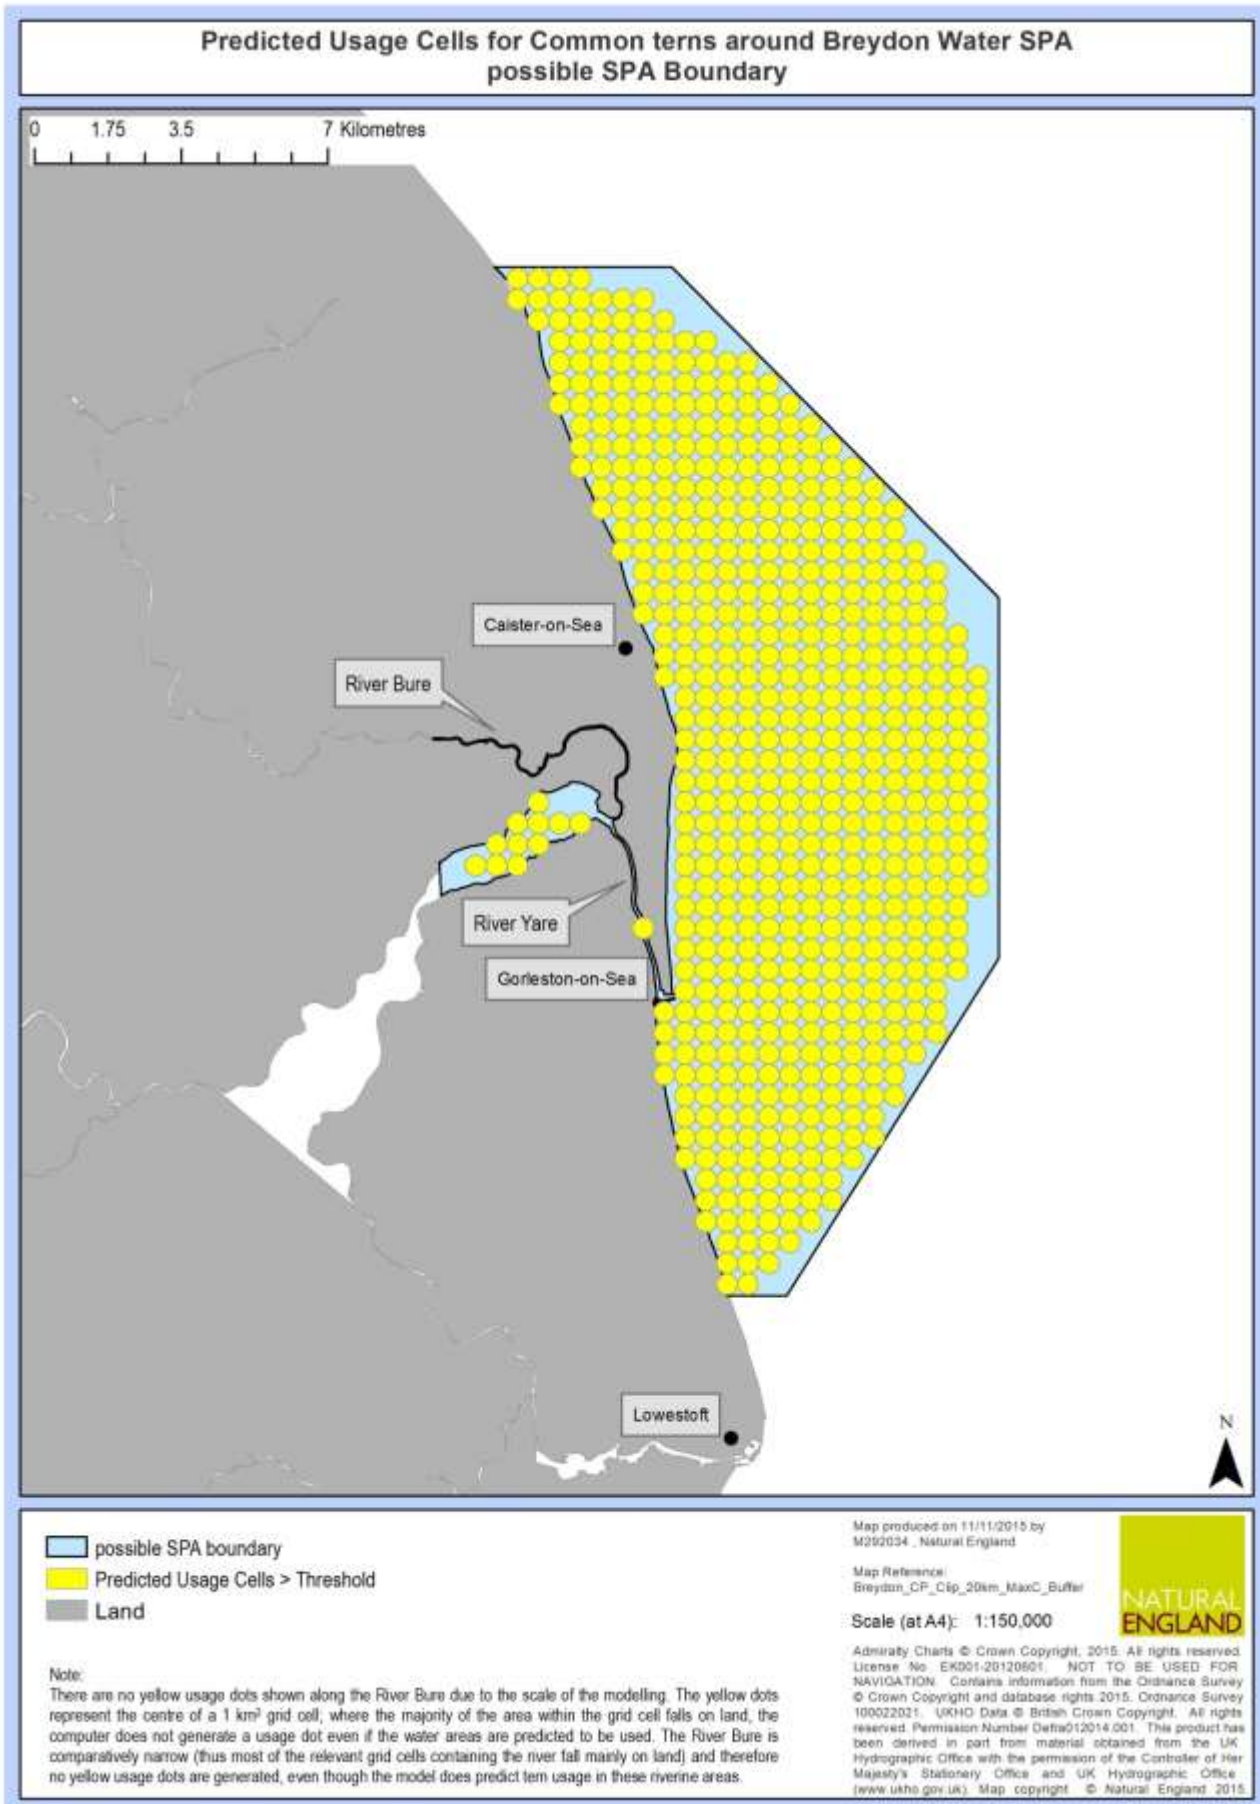 Predicted Usage Cells for Common terns around Breydon Water SPA
possible SPA Boundary
0 1.75 3.5 7 Kilometres
Caister-on-Sea
River Bure
River Yare
Gorleston-on-Sea
Lowestoft
N
possible SPA boundary
Predicted Usage Cells > Threshold
Land
Note:
There are no yellow usage dots shown along the River Bure due to the scale of the modelling. The yellow dots
represent the centre of a 1 km² grid cell, where the majority of the area within the grid cell falls on land, the
computer does not generate a usage dot even if the water areas are predicted to be used. The River Bure is
comparatively narrow (thus most of the relevant grid cells containing the river fall mainly on land) and therefore
no yellow usage dots are generated, even though the model does predict tern usage in these riverine areas.
Map produced on 11/11/2015 by
M292034 , Natural England
Map Reference:
Breydon_CP_Clip_20km_MaxC_Buffer
Scale (at A4): 1:150,000
NATURAL
ENGLAND
Admiralty Charts © Crown Copyright, 2015. All rights reserved.
License No. EK001-20120601. NOT TO BE USED FOR
NAVIGATION. Contains information from the Ordnance Survey
© Crown Copyright and database rights 2015. Ordnance Survey
100022021. UKHO Data © British Crown Copyright. All rights
reserved. Permission Number Defra012014.001. This product has
been derived in part from material obtained from the UK
Hydrographic Office with the permission of the Controller of Her
Majesty's Stationery Office and UK Hydrographic Office
(www.ukho.gov.uk). Map copyright © Natural England 2015